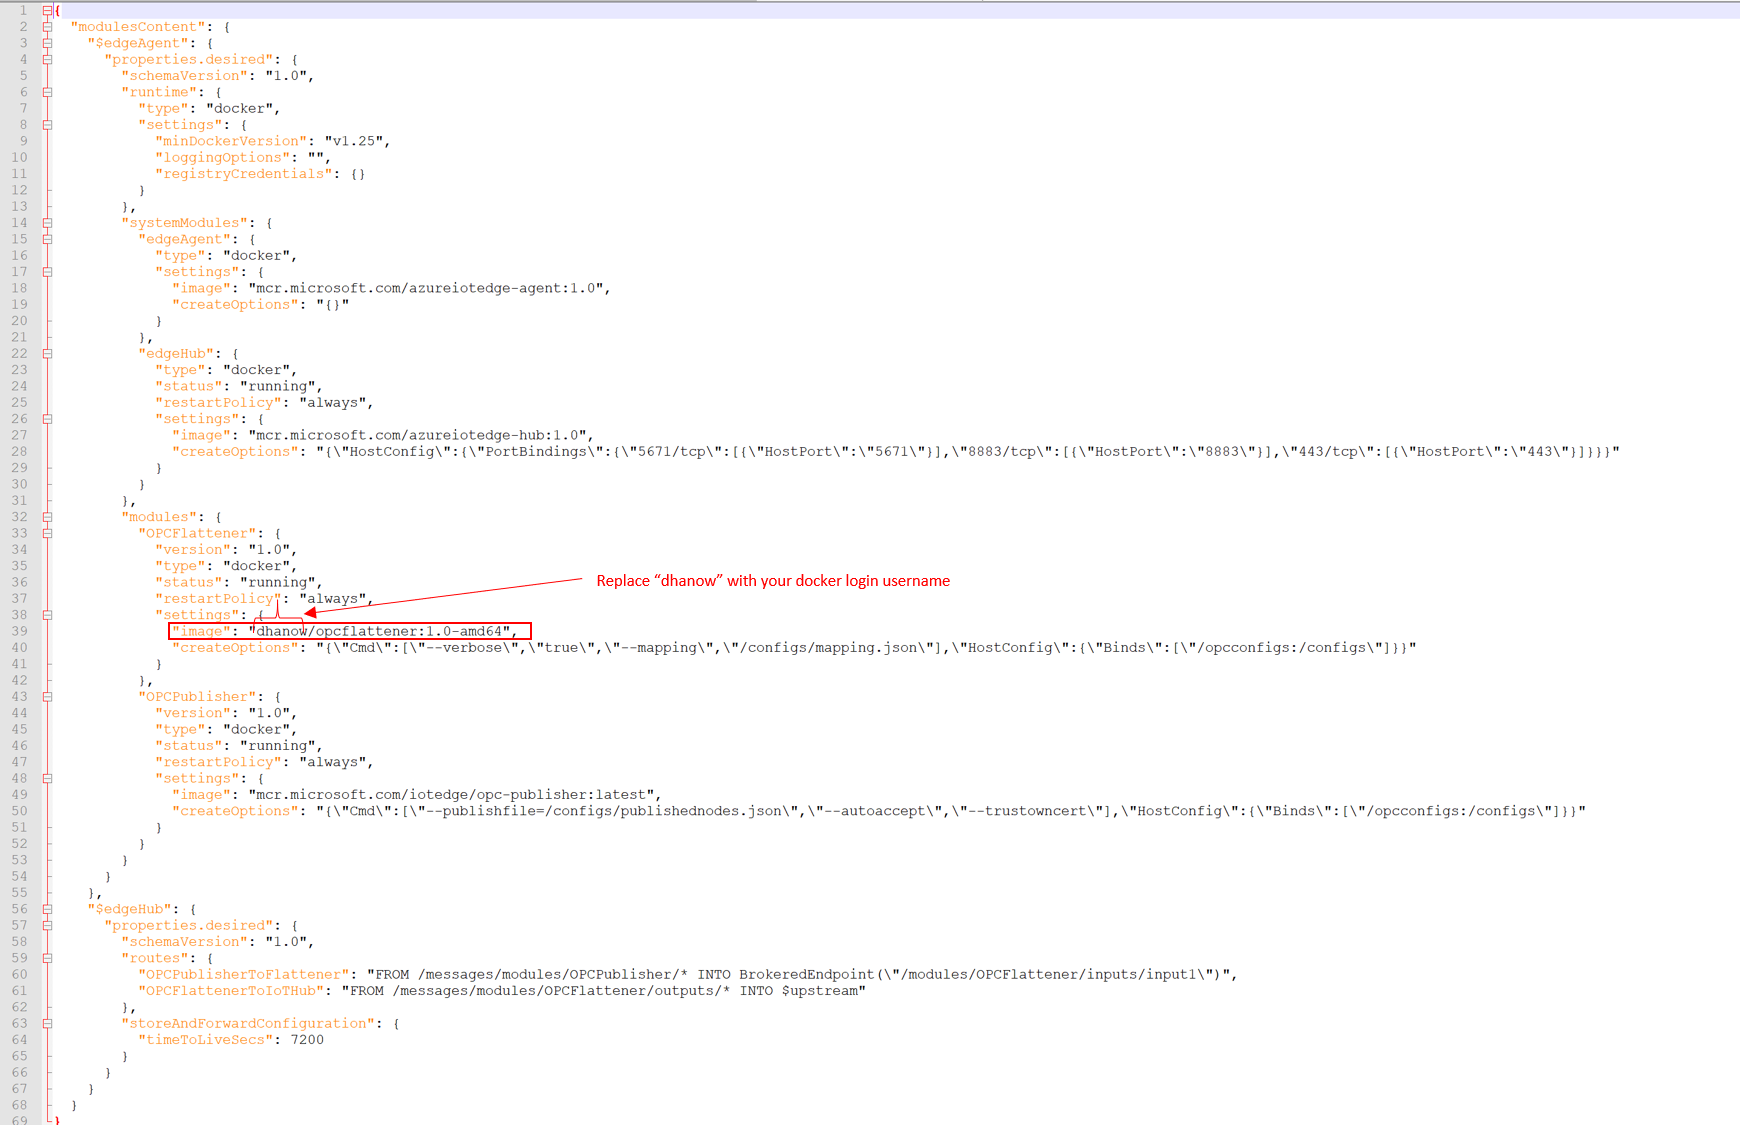 1 {
2 "modulesContent": {
3 "$edgeAgent": {
4 "properties.desired": {
5 "schemaVersion": "1.0",
6 "runtime": {
7 "type": "docker",
8 "settings": {
9 "minDockerVersion": "v1.25",
10 "loggingOptions": "",
11 "registryCredentials": {}
12 }
13 },
14 "systemModules": {
15 "edgeAgent": {
16 "type": "docker",
17 "settings": {
18 "image": "mcr.microsoft.com/azureiotedge-agent:1.0",
19 "createOptions": "{}"
20 }
21 },
22 "edgeHub": {
23 "type": "docker",
24 "status": "running",
25 "restartPolicy": "always",
26 "settings": {
27 "image": "mcr.microsoft.com/azureiotedge-hub:1.0",
28 "createOptions": "{\"HostConfig\":{\"PortBindings\":{\"5671/tcp\":[{\"HostPort\":\"5671\"}],\"8883/tcp\":[{\"HostPort\":\"8883\"}],\"443/tcp\":[{\"HostPort\":\"443\"}]}}}"
29 }
30 }
31 },
32 "modules": {
33 "OPCFlattener": {
34 "version": "1.0",
35 "type": "docker",
36 "status": "running",
Replace “dhanow” with your docker login username
37 "restartPolicy": "always",
38 "settings": {
39 "image": "dhanow/opcflattener:1.0-amd64",
40 "createOptions": "{\"Cmd\":[\"--verbose\",\"true\",\"--mapping\",\"/configs/mapping.json\"],\"HostConfig\":{\"Binds\":[\"/opcconfigs:/configs\"]}}"
41 }
42 },
43 "OPCPublisher": {
44 "version": "1.0",
45 "type": "docker",
46 "status": "running",
47 "restartPolicy": "always",
48 "settings": {
49 "image": "mcr.microsoft.com/iotedge/opc-publisher:latest",
50 "createOptions": "{\"Cmd\":[\"--publishfile=/configs/publishednodes.json\",\"--autoaccept\",\"--trustowncert\"],\"HostConfig\":{\"Binds\":[\"/opcconfigs:/configs\"]}}"
51 }
52 }
53 }
54 }
55 },
56 "$edgeHub": {
57 "properties.desired": {
58 "schemaVersion": "1.0",
59 "routes": {
60 "OPCPublisherToFlattener": "FROM /messages/modules/OPCPublisher/* INTO BrokeredEndpoint(\"/modules/OPCFlattener/inputs/input1\")",
61 "OPCFlattenerToIoTHub": "FROM /messages/modules/OPCFlattener/outputs/* INTO $upstream"
62 },
63 "storeAndForwardConfiguration": {
64 "timeToLiveSecs": 7200
65 }
66 }
67 }
68 }
69 }